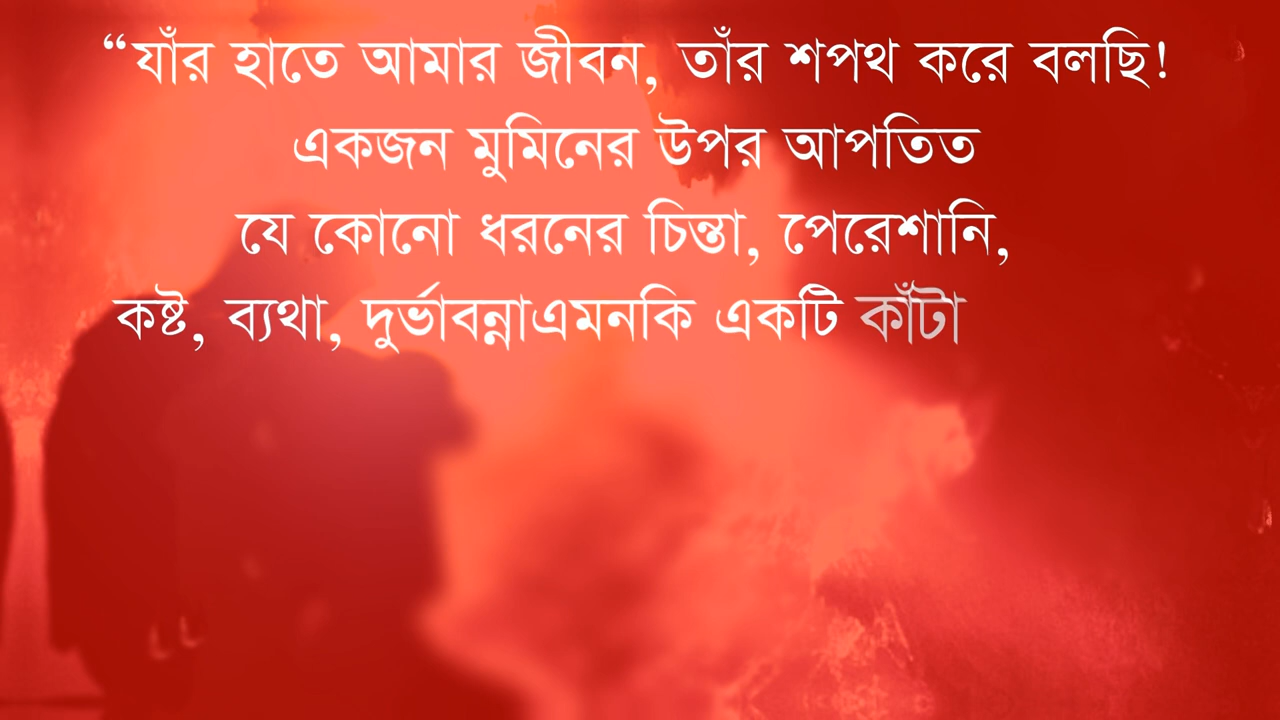 “যাঁর হাতে আমার জীবন, তাঁর শপথ করে বলছি!
একজন মুমিনের উপর আপতিত
যে কোনো ধরনের চিন্তা, পেরেশানি,
কষ্ট, ব্যথা, দুর্ভাবন্নাএমনকি একটি কাঁটা